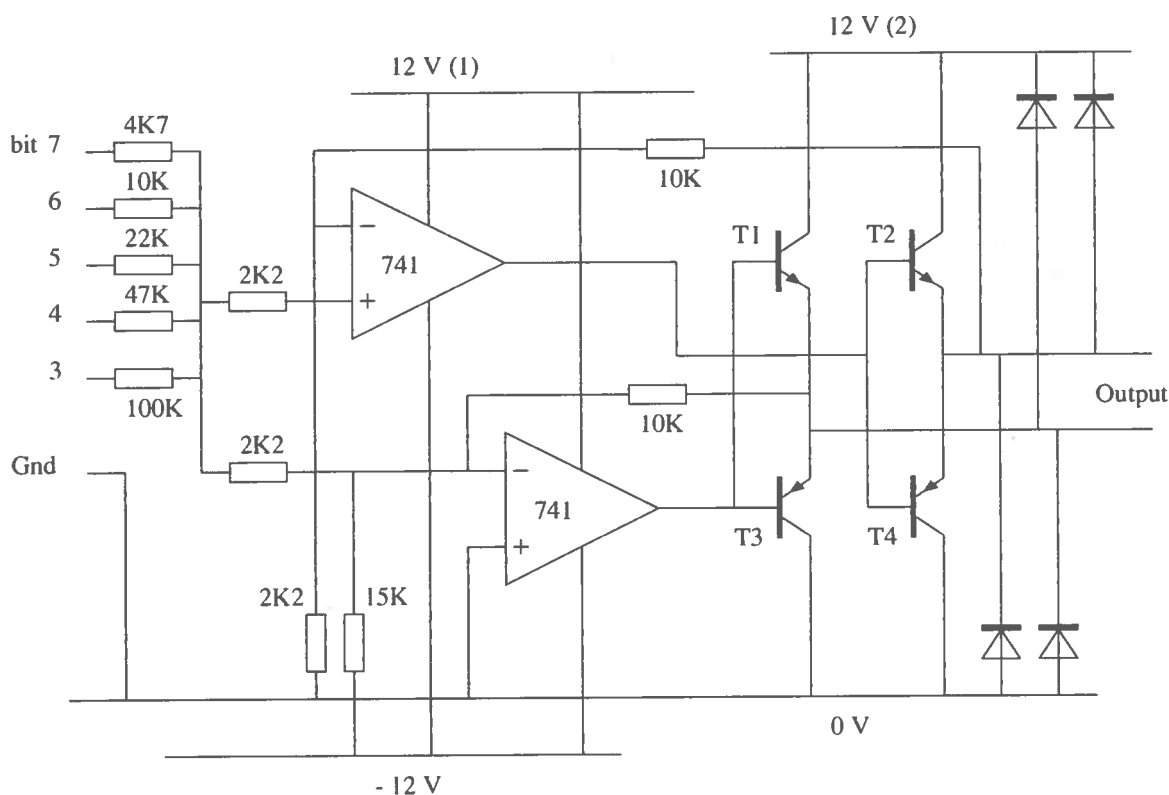 12 V (2)
12 V (1)
bit 7
4K7
10K
6
10K
5
22K
2K2
4
47K
3
100K
741
−
+
T1
T2
10K
Output
Gnd
2K2
741
−
+
T3
T4
2K2
15K
0 V
- 12 V